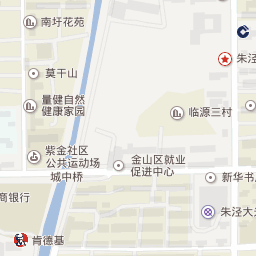 南圩花苑
朱泾
莫干山
量健自然
健康家园
临源三村
紫金社区
公共运动场
城中桥
金山区就业
促进中心
新华书
商银行
朱泾大
肯德基